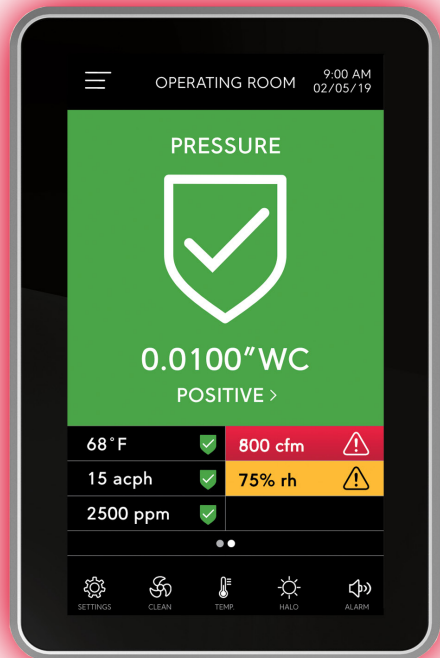 OPERATING ROOM
9:00 AM
02/05/19
PRESSURE
0.0100"WC
POSITIVE >
68°F
800 cfm
15 acph
75% rh
2500 ppm
SETTINGS
CLEAN
TEMP.
HALO
ALARM